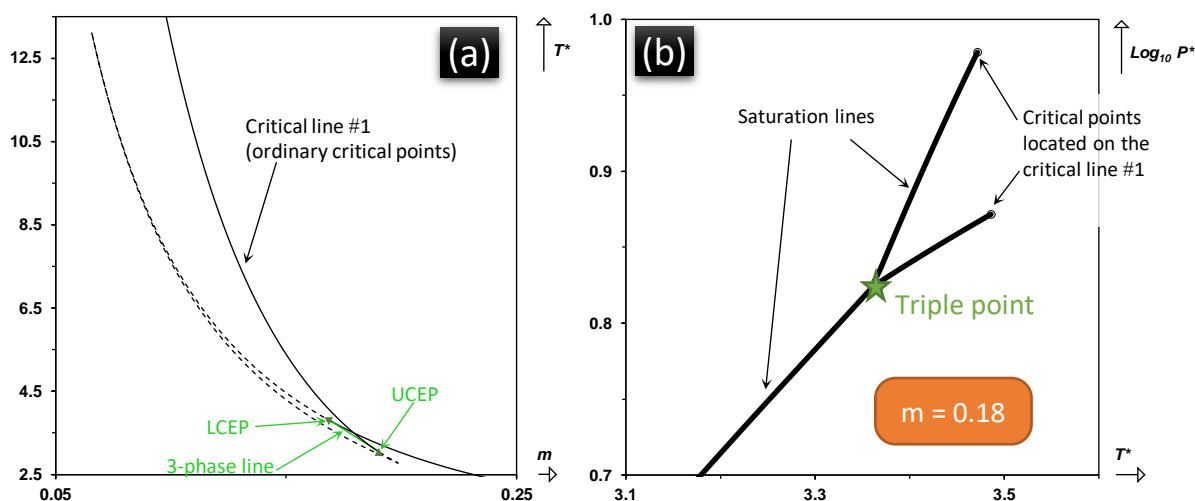 (a)
T*
12.5
10.5
8.5
6.5
4.5
2.5
Critical line #1
(ordinary critical points)
UCEP
LCEP
3-phase line
m
0.05
0.25
(b)
Log10 P*
1.0
0.9
0.8
0.7
Saturation lines
Critical points
located on the
critical line #1
Triple point
m = 0.18
T*
3.1
3.3
3.5